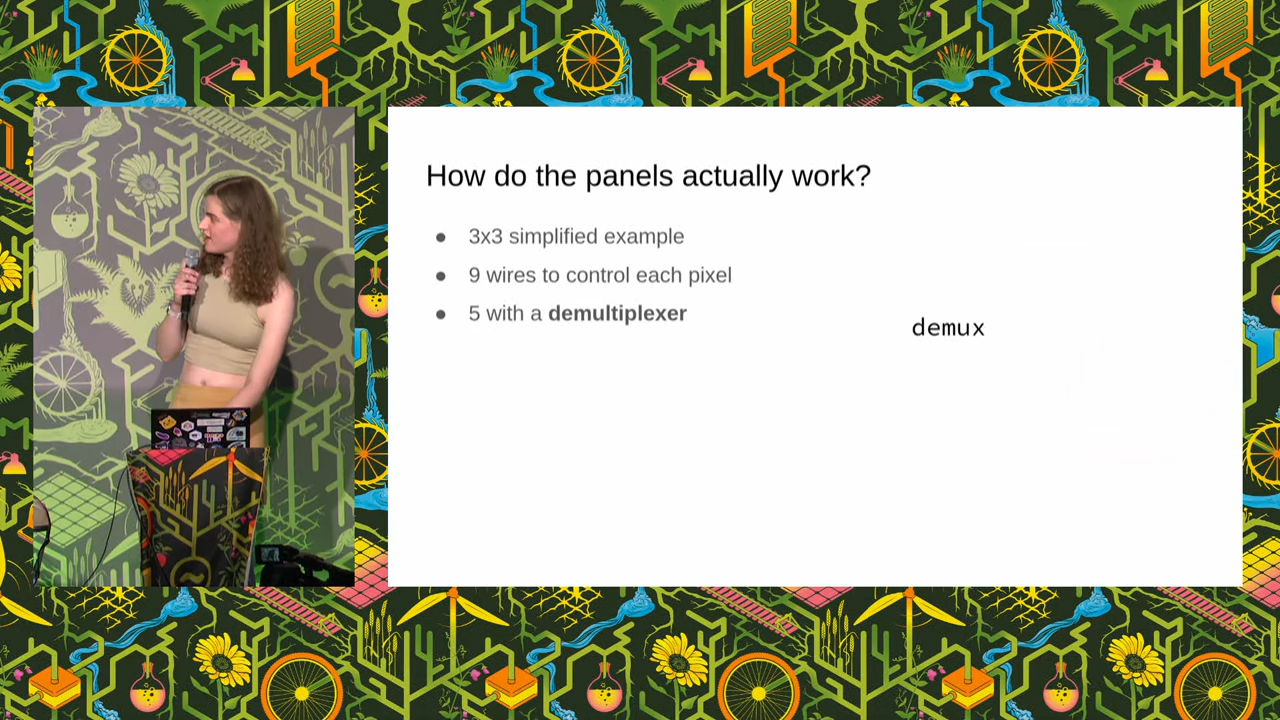 How do the panels actually work?
● 3x3 simplified example
● 9 wires to control each pixel
● 5 with a demultiplexer
demux